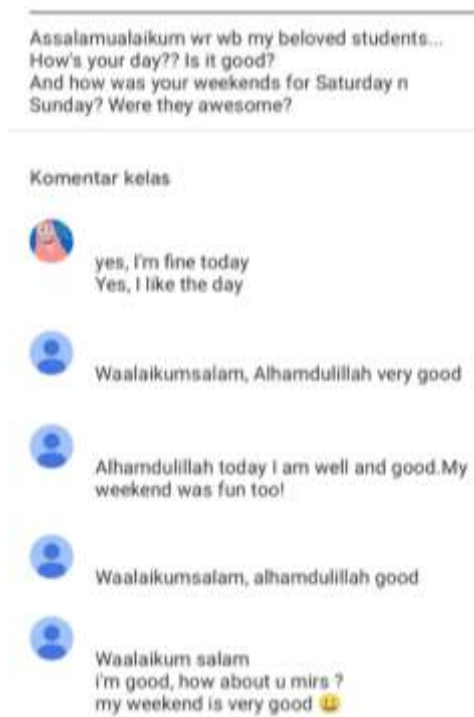 Assalamualaikum wr wb my beloved students...
How's your day?? Is it good?
And how was your weekends for Saturday n
Sunday? Were they awesome?
Komentar kelas
yes, I'm fine today
Yes, I like the day
Waalaikumsalam, Alhamdulillah very good
Alhamdulillah today I am well and good.My
weekend was fun too!
Waalaikumsalam, alhamdulillah good
Waalaikum salam
i'm good, how about u mirs ?
my weekend is very good 😃